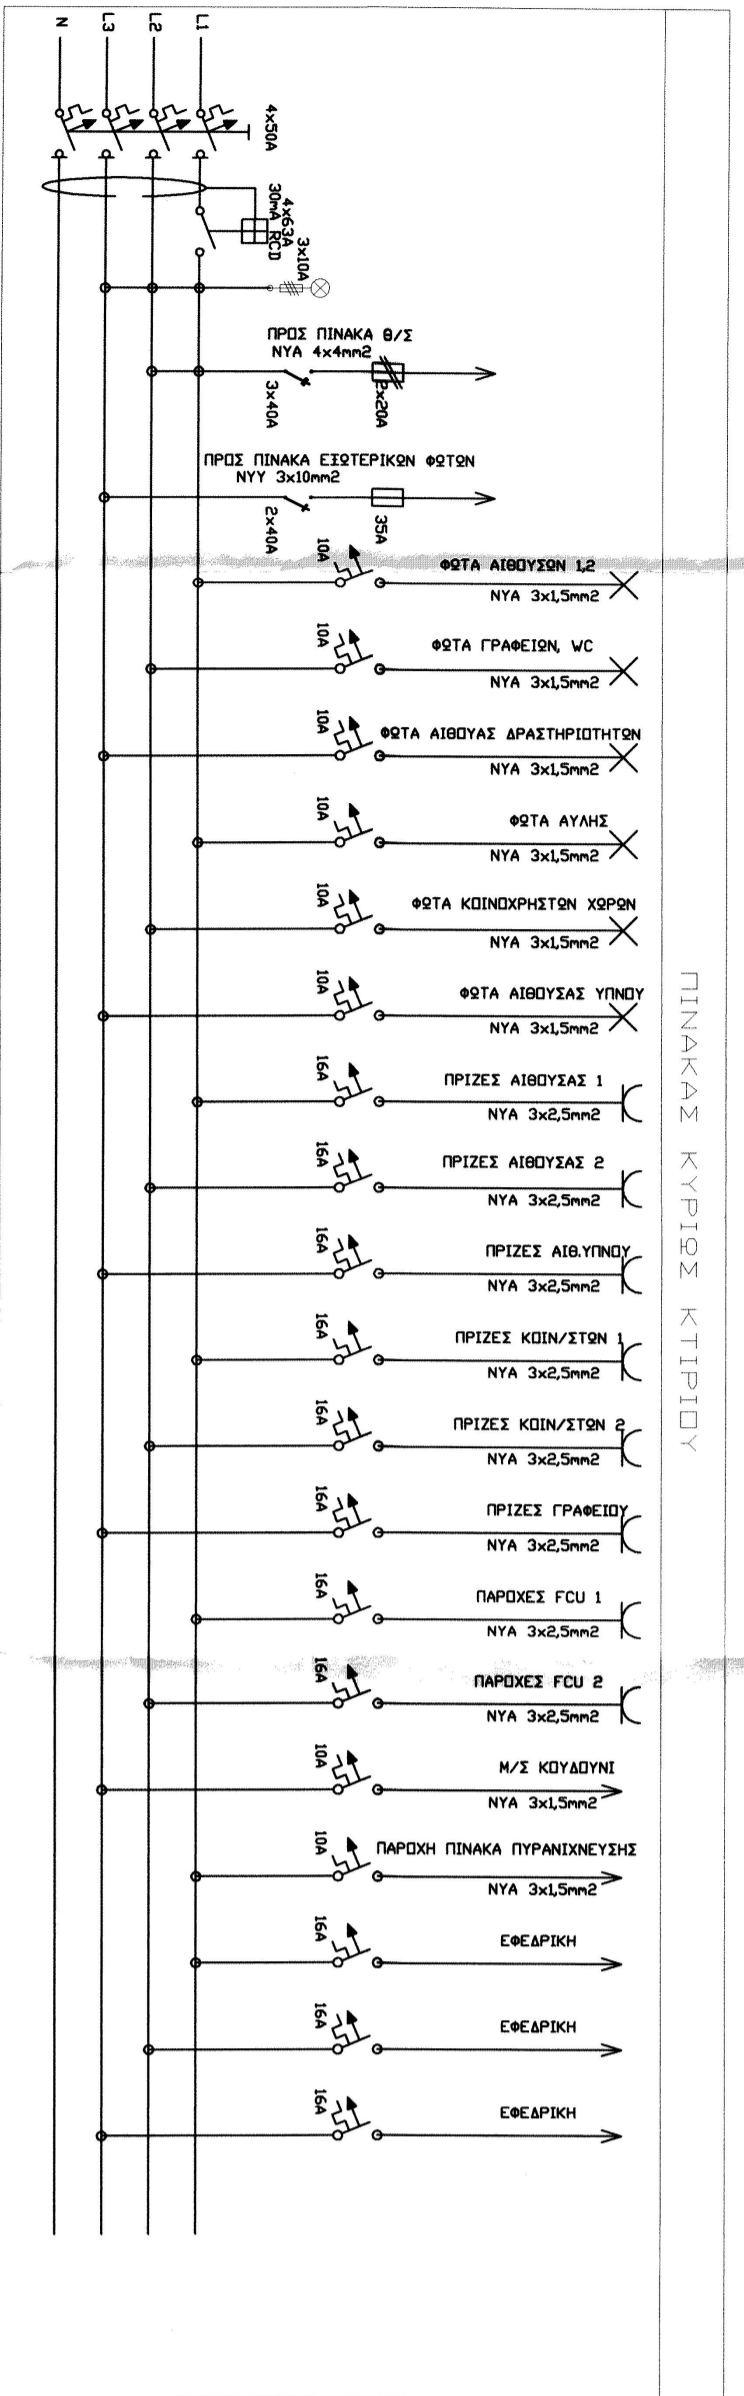 ΠΙΝΑΚΑΣ ΚΥΡΙΩΣ ΚΤΙΡΙΟΥ
N
L3
L2
L1
4x50A
30mA RCD
4x63A
3x10A
ΠΡΟΣ ΠΙΝΑΚΑ Θ/Σ
NYA 4x4mm2
3x40A
2x20A
ΠΡΟΣ ΠΙΝΑΚΑ ΕΞΩΤΕΡΙΚΩΝ ΦΩΤΩΝ
NYY 3x10mm2
2x40A
35A
10A
ΦΩΤΑ ΑΙΘΟΥΣΩΝ 1,2
NYA 3x1,5mm2
10A
ΦΩΤΑ ΓΡΑΦΕΙΩΝ, WC
NYA 3x1,5mm2
10A
ΦΩΤΑ ΑΙΘΟΥΑΣ ΔΡΑΣΤΗΡΙΟΤΗΤΩΝ
NYA 3x1,5mm2
10A
ΦΩΤΑ ΑΥΛΗΣ
NYA 3x1,5mm2
10A
ΦΩΤΑ ΚΟΙΝΟΧΡΗΣΤΩΝ ΧΩΡΩΝ
NYA 3x1,5mm2
10A
ΦΩΤΑ ΑΙΘΟΥΣΑΣ ΥΠΝΟΥ
NYA 3x1,5mm2
16A
ΠΡΙΖΕΣ ΑΙΘΟΥΣΑΣ 1
NYA 3x2,5mm2
16A
ΠΡΙΖΕΣ ΑΙΘΟΥΣΑΣ 2
NYA 3x2,5mm2
16A
ΠΡΙΖΕΣ ΑΙΘ.ΥΠΝΟΥ
NYA 3x2,5mm2
16A
ΠΡΙΖΕΣ ΚΟΙΝ/ΣΤΩΝ 1
NYA 3x2,5mm2
16A
ΠΡΙΖΕΣ ΚΟΙΝ/ΣΤΩΝ 2
NYA 3x2,5mm2
16A
ΠΡΙΖΕΣ ΓΡΑΦΕΙΟΥ
NYA 3x2,5mm2
16A
ΠΑΡΟΧΕΣ FCU 1
NYA 3x2,5mm2
16A
ΠΑΡΟΧΕΣ FCU 2
NYA 3x2,5mm2
10A
Μ/Σ ΚΟΥΔΟΥΝΙ
NYA 3x1,5mm2
10A
ΠΑΡΟΧΗ ΠΙΝΑΚΑ ΠΥΡΑΝΙΧΝΕΥΣΗΣ
NYA 3x1,5mm2
16A
ΕΦΕΔΡΙΚΗ
16A
ΕΦΕΔΡΙΚΗ
16A
ΕΦΕΔΡΙΚΗ